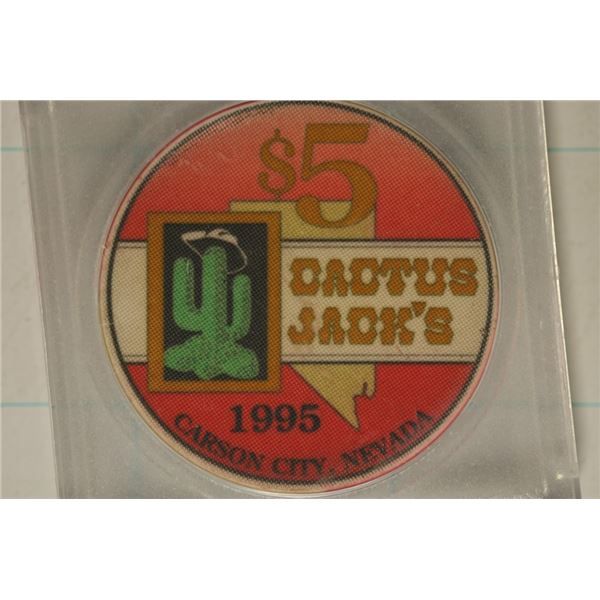 $5
CACTUS
JACK'S
1995
CARSON CITY, NEVADA